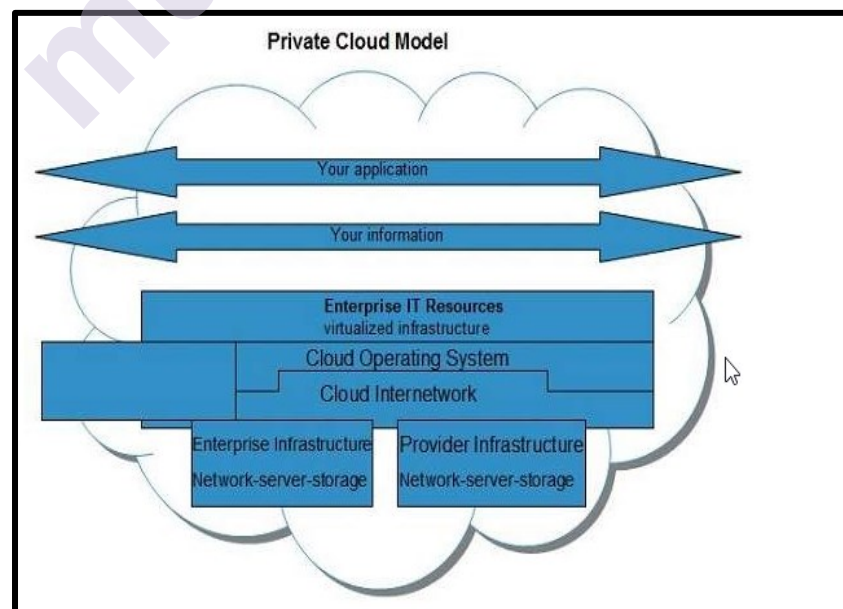 Private Cloud Model
Your application
Your information
Enterprise IT Resources
virtualized infrastructure
Cloud Operating System
Cloud Internetwork
Enterprise Infrastructure
Network-server-storage
Provider Infrastructure
Network-server-storage